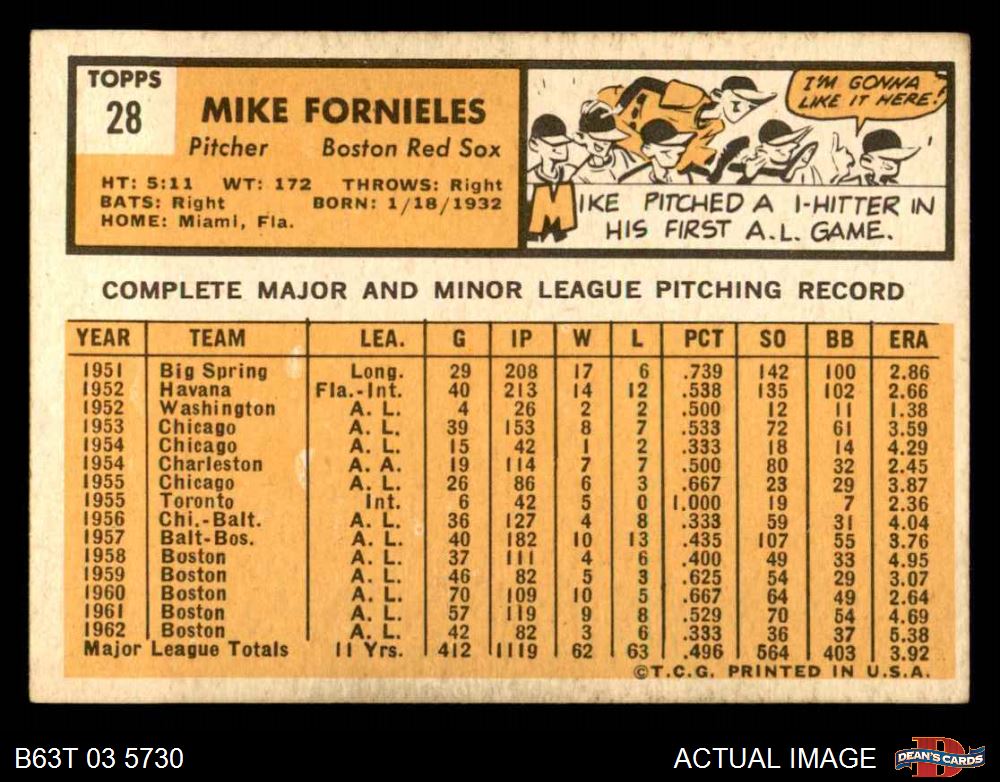 TOPPS
28
MIKE FORNIELES
Pitcher Boston Red Sox
HT: 5:11 WT: 172 THROWS: Right
BATS: Right BORN: 1/18/1932
HOME: Miami, Fla.
I'M GONNA
LIKE IT HERE!
MIKE PITCHED A 1-HITTER IN
HIS FIRST A.L. GAME.
COMPLETE MAJOR AND MINOR LEAGUE PITCHING RECORD
YEAR TEAM LEA. G IP W L PCT SO BB ERA
1951 Big Spring Long. 29 208 17 6 .739 142 100 2.86
1952 Havana Fla.-Int. 40 213 14 12 .538 135 102 2.66
1952 Washington A. L. 4 26 2 2 .500 12 11 1.38
1953 Chicago A. L. 39 153 8 7 .533 72 61 3.59
1954 Chicago A. L. 15 42 1 2 .333 18 14 4.29
1954 Charleston A. A. 19 114 7 7 .500 80 32 2.45
1955 Chicago A. L. 26 86 6 3 .667 23 29 3.87
1955 Toronto Int. 6 42 5 0 1.000 19 7 2.36
1956 Chi.-Balt. A. L. 36 127 4 8 .333 59 31 4.04
1957 Balt-Bos. A. L. 40 182 10 13 .435 107 55 3.76
1958 Boston A. L. 37 111 4 6 .400 49 33 4.95
1959 Boston A. L. 46 82 5 3 .625 54 29 3.07
1960 Boston A. L. 70 109 10 5 .667 64 49 2.64
1961 Boston A. L. 57 119 9 8 .529 70 54 4.69
1962 Boston A. L. 42 82 3 6 .333 36 37 5.38
Major League Totals 11 Yrs. 412 1119 62 63 .496 564 403 3.92
©T.C.G. PRINTED IN U.S.A.
B63T 03 5730 ACTUAL IMAGE D DEAN'S CARDS